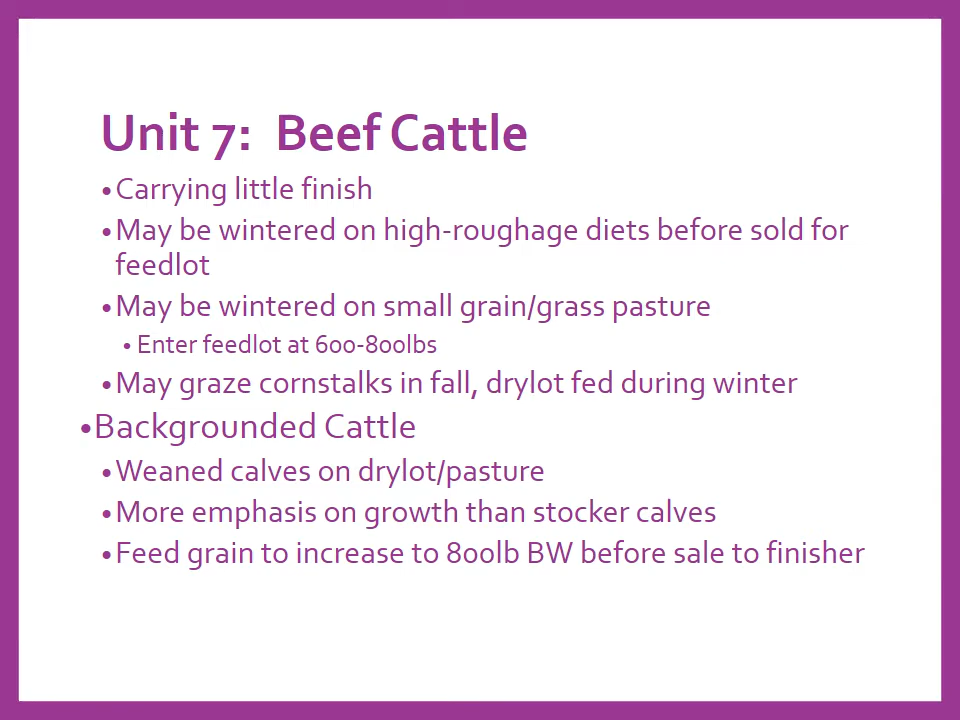 Unit 7:  Beef Cattle
•Carrying little finish
•May be wintered on high-roughage diets before sold for
feedlot
•May be wintered on small grain/grass pasture
• Enter feedlot at 600-800lbs
•May graze cornstalks in fall, drylot fed during winter
•Backgrounded Cattle
•Weaned calves on drylot/pasture
•More emphasis on growth than stocker calves
•Feed grain to increase to 800lb BW before sale to finisher